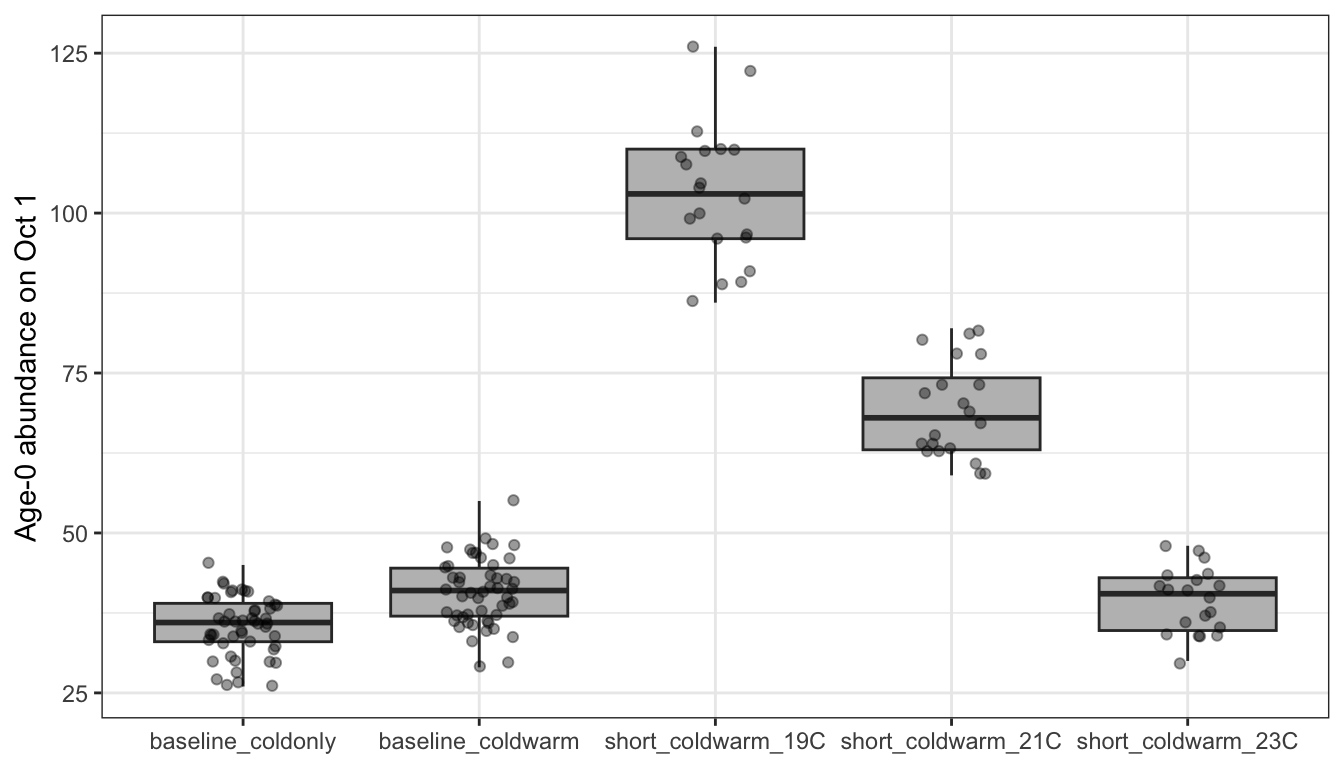 Age-0 abundance on Oct 1
125
100
75
50
25
baseline_coldonly
baseline_coldwarm
short_coldwarm_19C
short_coldwarm_21C
short_coldwarm_23C